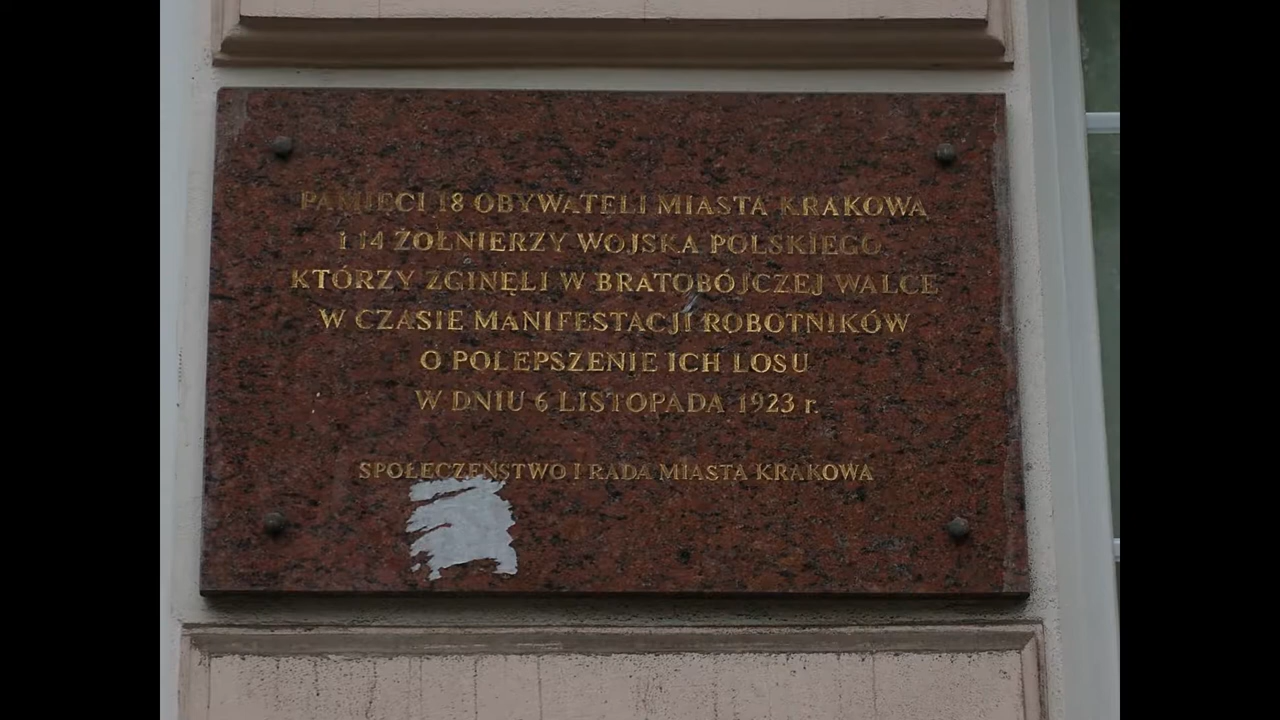 PAMIĘCI 18 OBYWATELI MIASTA KRAKOWA
i 14 ŻOŁNIERZY WOJSKA POLSKIEGO
KTÓRZY ZGINĘLI W BRATOBÓJCZEJ WALCE
W CZASIE MANIFESTACJI ROBOTNIKÓW
O POLEPSZENIE ICH LOSU
W DNIU 6 LISTOPADA 1923 r.
SPOŁECZEŃSTWO I RADA MIASTA KRAKOWA